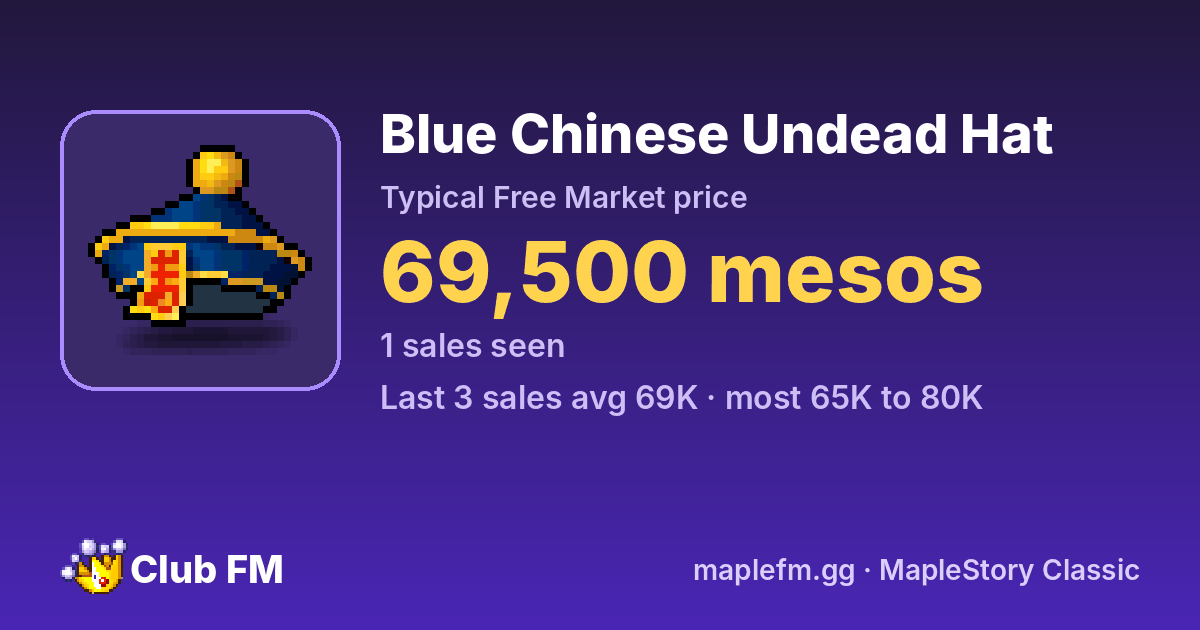 Blue Chinese Undead Hat
Typical Free Market price
69,500 mesos
1 sales seen
Last 3 sales avg 69K · most 65K to 80K
Club FM
maplefm.gg · MapleStory Classic